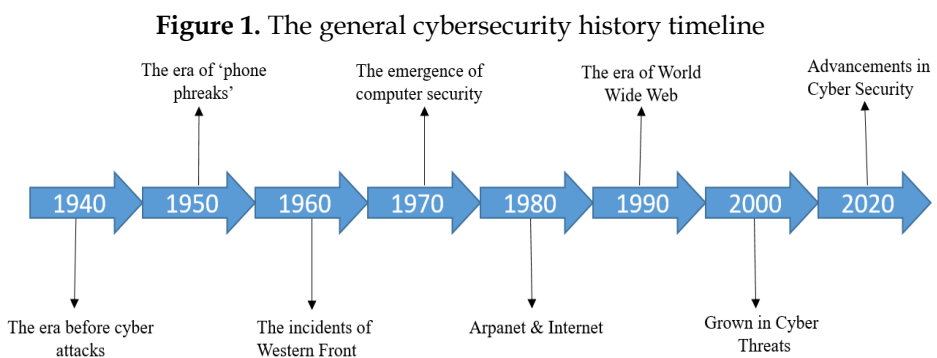 Figure 1. The general cybersecurity history timeline
The era of ‘phone
phreaks’
The emergence of
computer security
The era of World
Wide Web
Advancements in
Cyber Security
1940
1950
1960
1970
1980
1990
2000
2020
The era before cyber
attacks
The incidents of
Western Front
Arpanet & Internet
Grown in Cyber
Threats